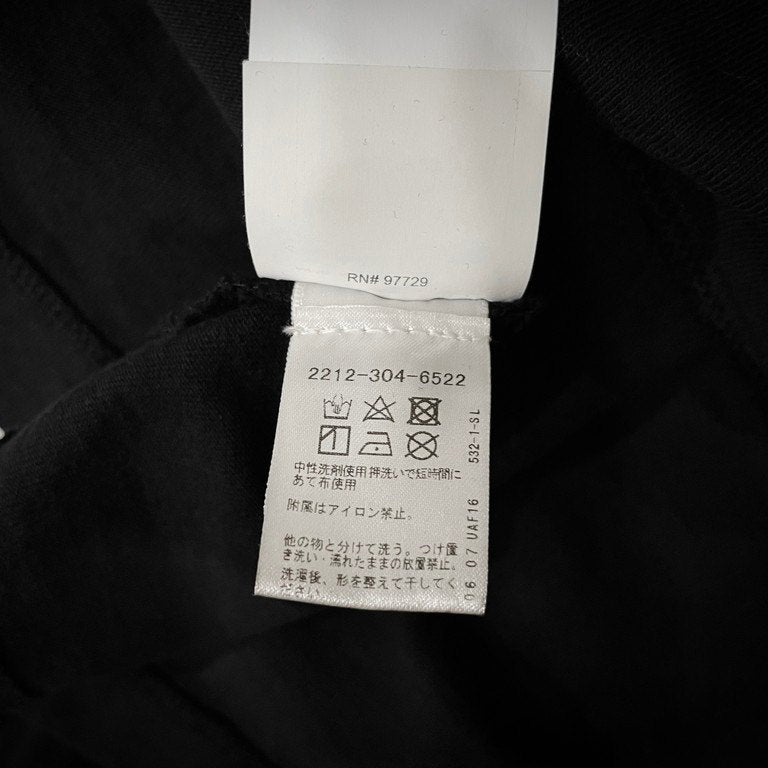 RN# 97729
2212-304-6522
中性洗剤使用 押洗いで短時間に
あて布使用
附属はアイロン禁止。
他の物と分けて洗う。つけ置
き洗い・濡れたままの放置禁止。
洗濯後、形を整えて干してく
ださい
532-1-SL
06 07 UAF16